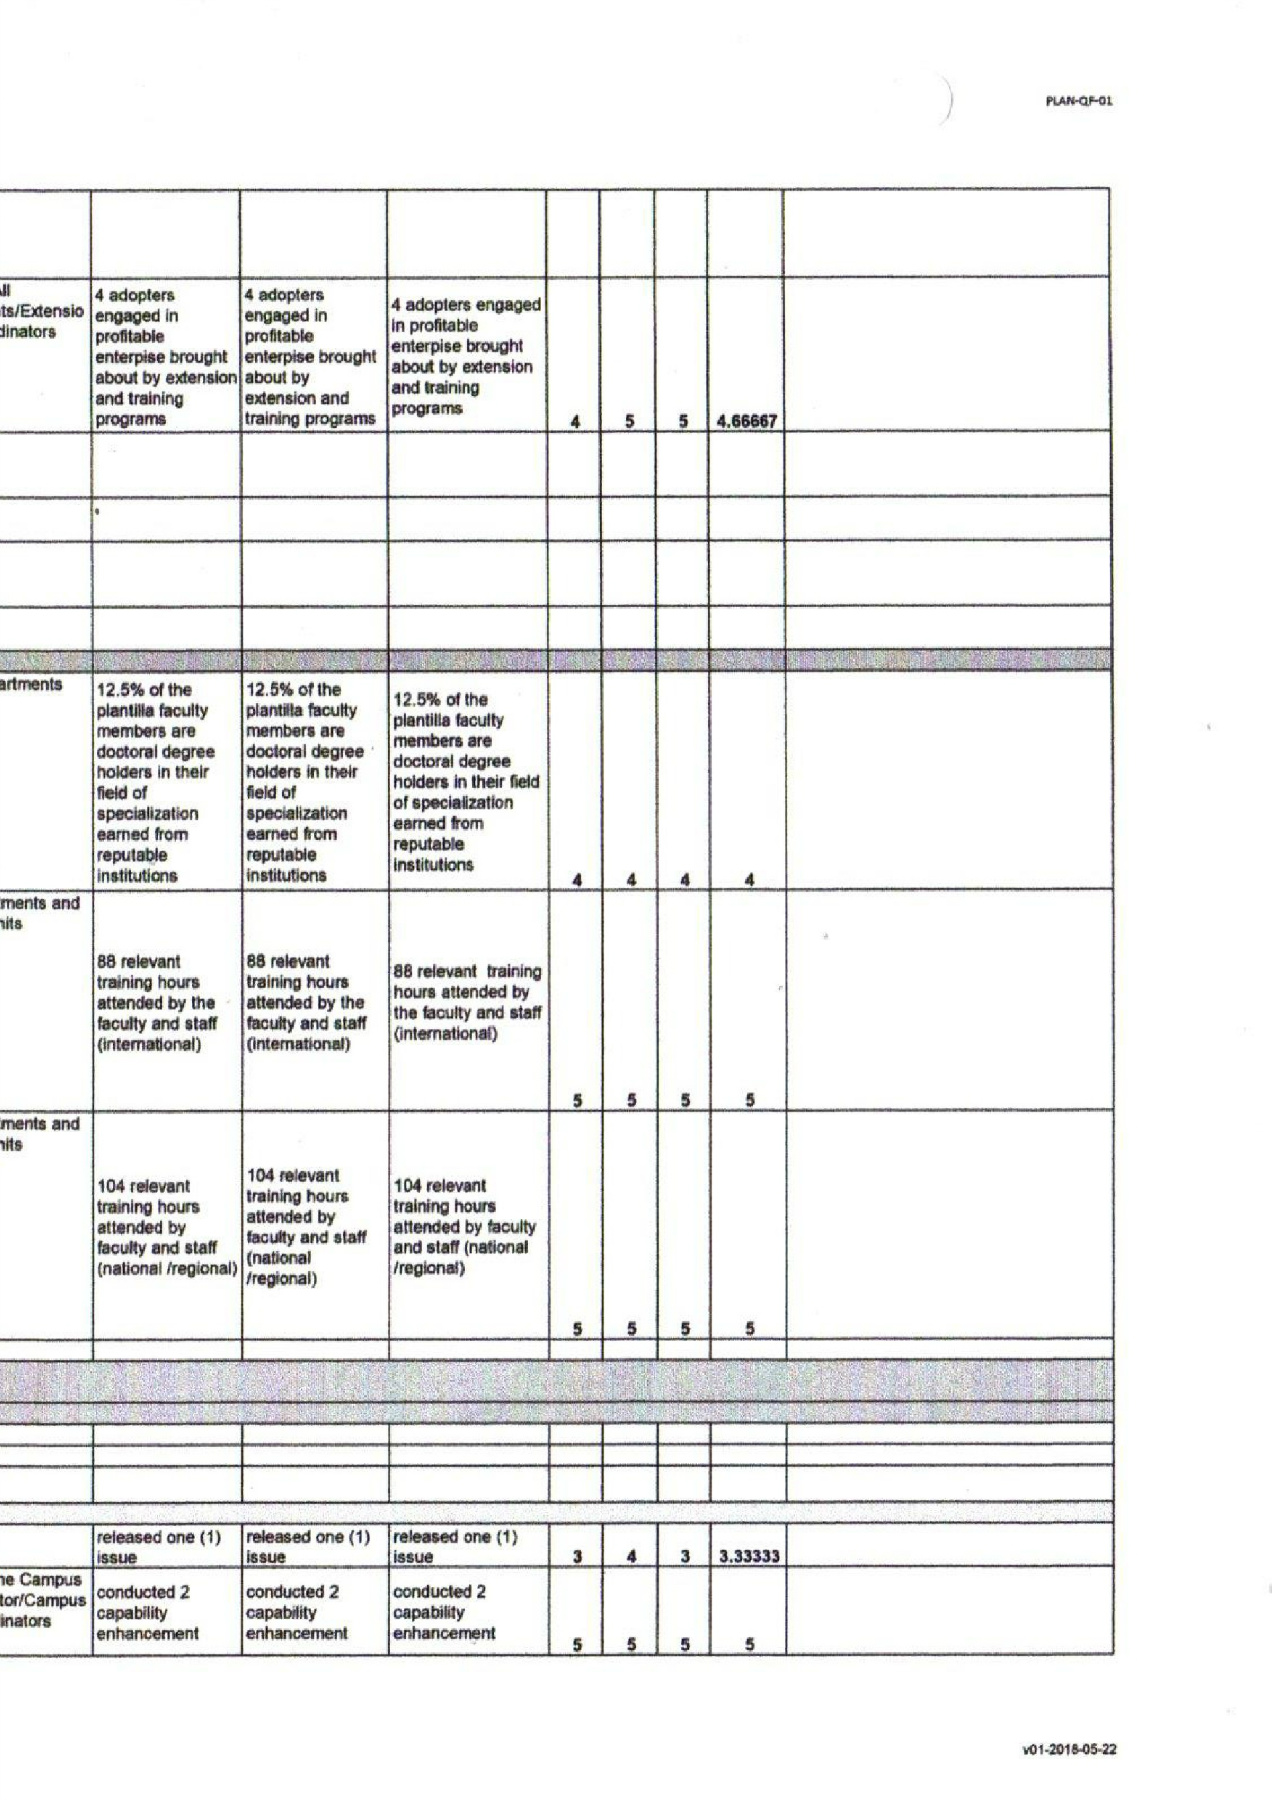 PLAN-QF-01
ts/Extensio
dinators
4 adopters
engaged in
profitable
enterpise brought
about by extension
and training
programs
4 adopters
engaged in
profitable
enterpise brought
about by
extension and
training programs
4 adopters engaged
in profitable
enterpise brought
about by extension
and training
programs
4 5 5 4.66667
artments
12.5% of the
plantilla faculty
members are
doctoral degree
holders in their
field of
specialization
earned from
reputable
institutions
12.5% of the
plantilla faculty
members are
doctoral degree
holders in their
field of
specialization
earned from
reputable
institutions
12.5% of the
plantilla faculty
members are
doctoral degree
holders in their field
of specialization
earned from
reputable
institutions
4 4 4 4
ments and
nits
88 relevant
training hours
attended by the
faculty and staff
(international)
88 relevant
training hours
attended by the
faculty and staff
(international)
88 relevant training
hours attended by
the faculty and staff
(international)
5 5 5 5
ments and
nits
104 relevant
training hours
attended by
faculty and staff
(national /regional)
104 relevant
training hours
attended by
faculty and staff
(national
/regional)
104 relevant
training hours
attended by faculty
and staff (national
/regional)
5 5 5 5
released one (1)
issue
released one (1)
issue
released one (1)
issue
3 4 3 3.33333
ne Campus
tor/Campus
inators
conducted 2
capability
enhancement
conducted 2
capability
enhancement
conducted 2
capability
enhancement
5 5 5 5
v01-2018-05-22